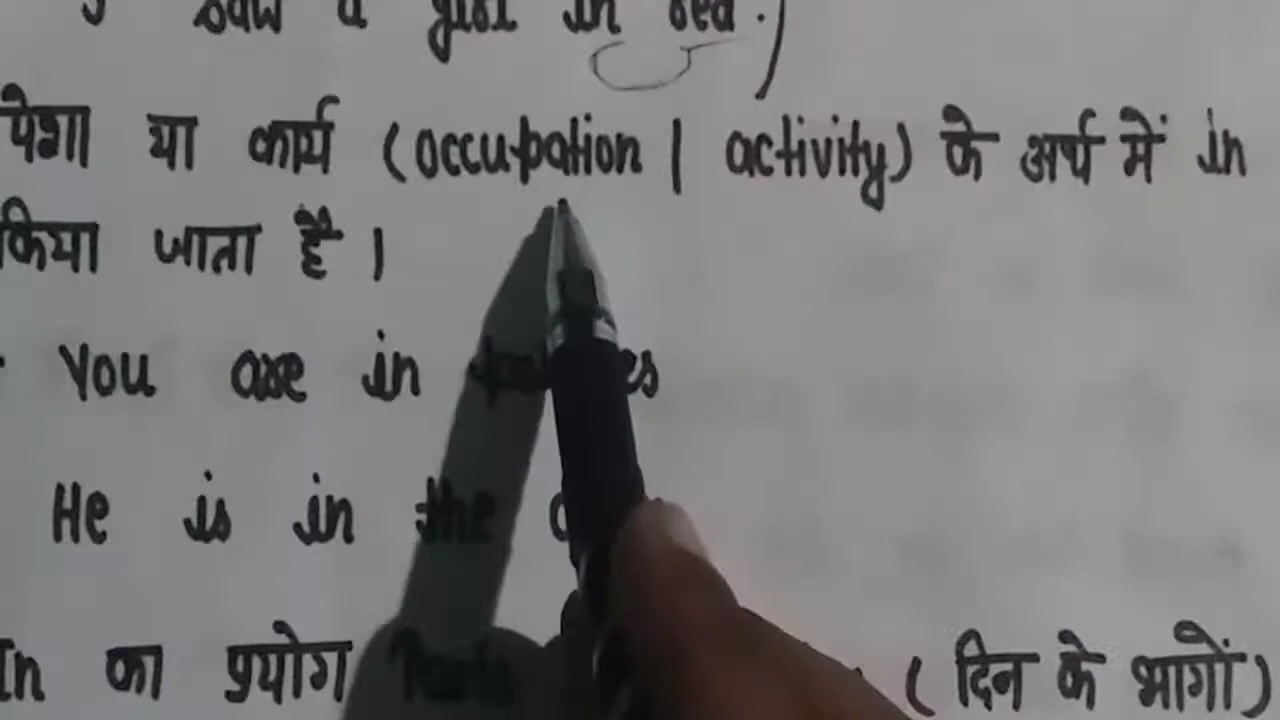 saw a girl in red.)
पेशा या कार्य (occupation | activity) के अर्थ में in
किया जाता है।
You are in
He is in the
In का प्रयोग (दिन के भागों)